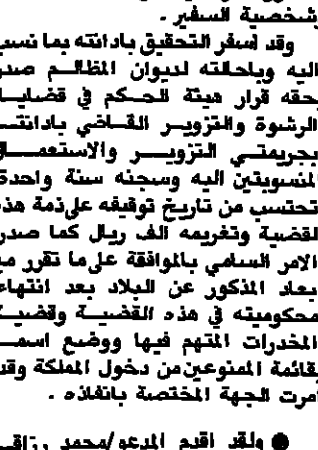 شخصية السفير .
وقد اسفر التحقيق بادانته بما نسب
اليه وباحالته لديوان المظالم صدر
بحقه قرار هيئة الحكم في قضايا
الرشوة والتزوير القاضي بادانته
بجريمتي التزوير والاستعمال
المنسوبتين اليه وسجنه سنة واحدة
تحتسب من تاريخ توقيفه على ذمة هذه
القضية وتغريمه الف ريال كما صدر
الامر السامي بالموافقة على ما تقرر مع
ابعاد المذكور عن البلاد بعد انتهاء
محكوميته في هذه القضية وقضية
المخدرات المتهم فيها ووضع اسمه
بقائمة الممنوعين من دخول المملكة وقد
امرت الجهة المختصة بانفاذه .
● ولقد اقدم المدعو/محمد رزاقي